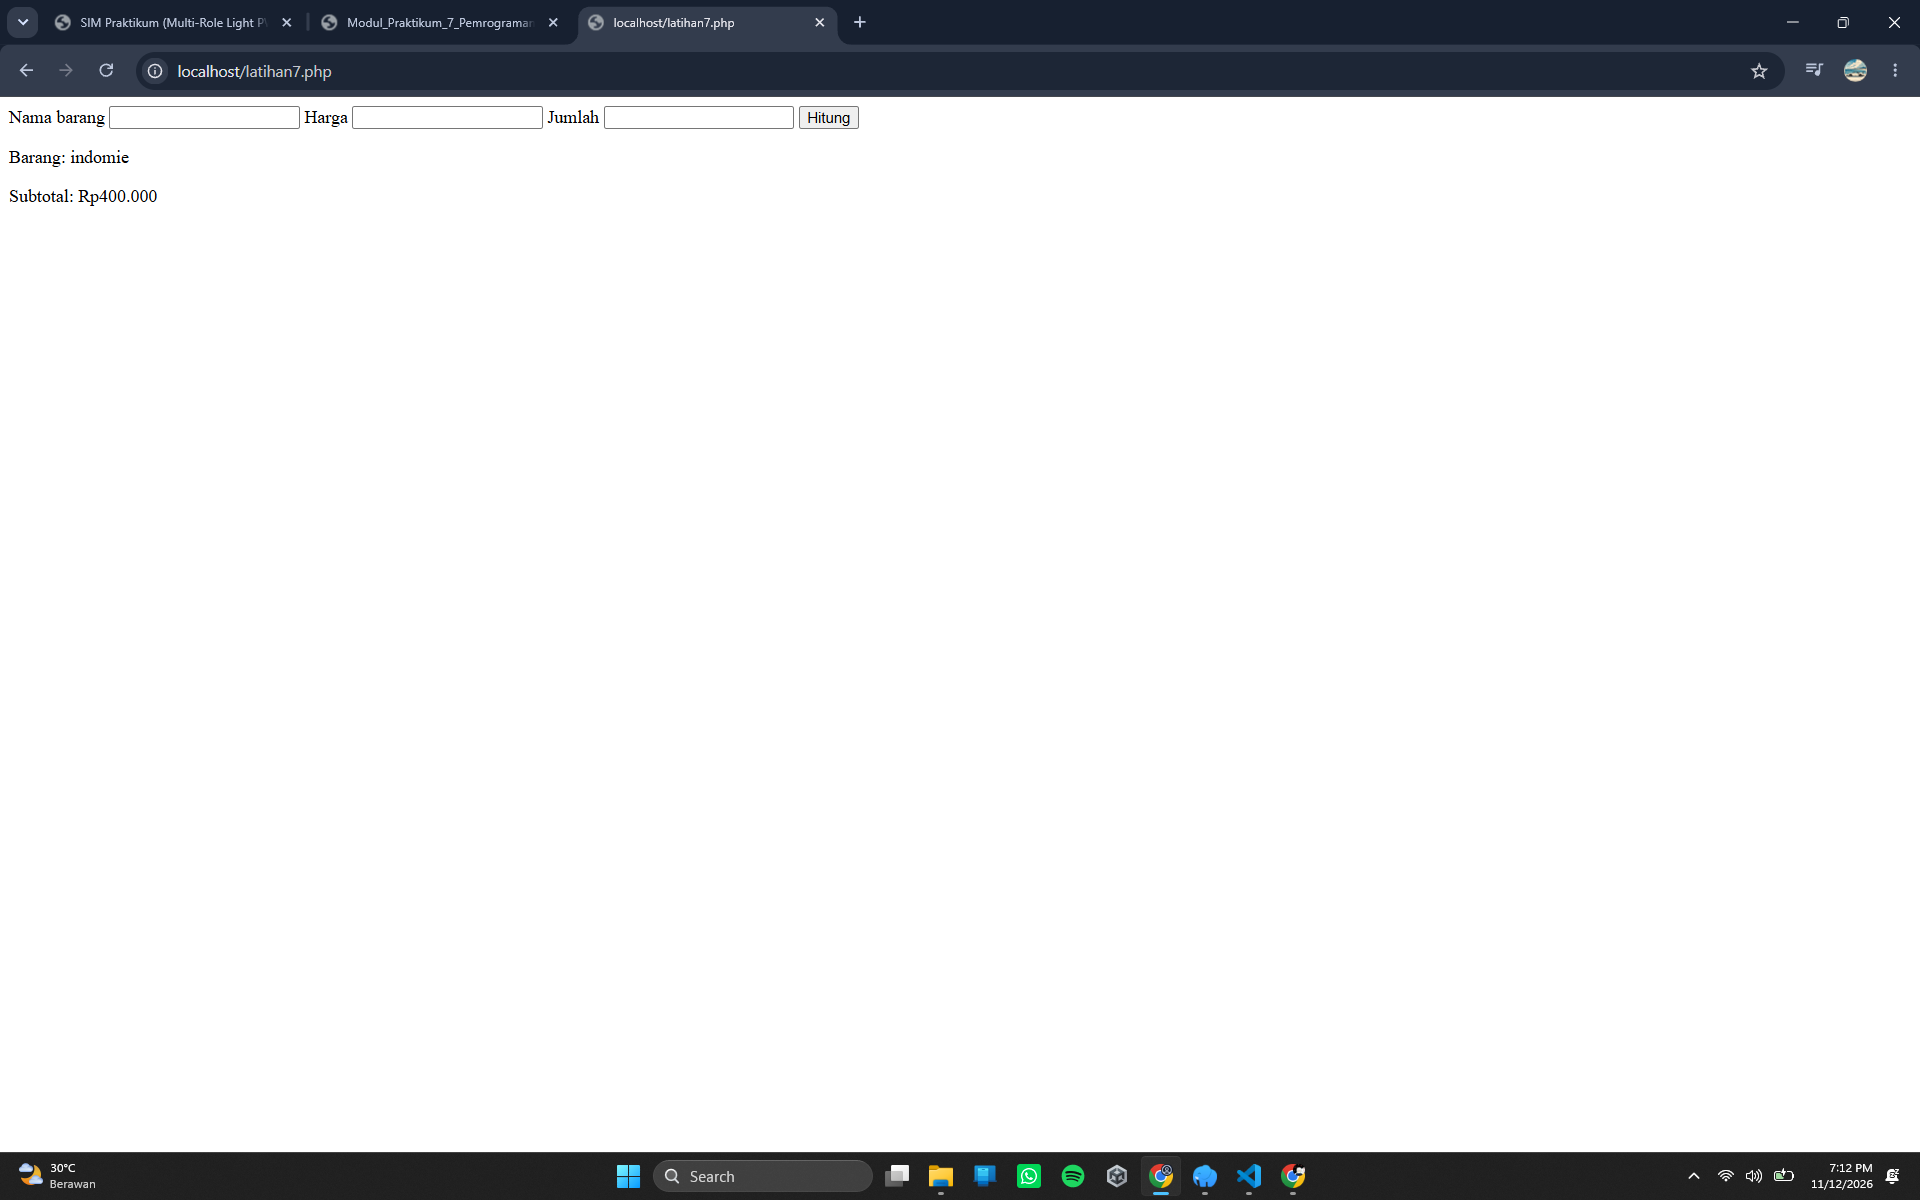 SIM Praktikum (Multi-Role Light P
Modul_Praktikum_7_Pemrograman
localhost/latihan7.php
localhost/latihan7.php
Nama barang Harga Jumlah Hitung
Barang: indomie
Subtotal: Rp400.000
30°C
Berawan
Search
7:12 PM
11/12/2026